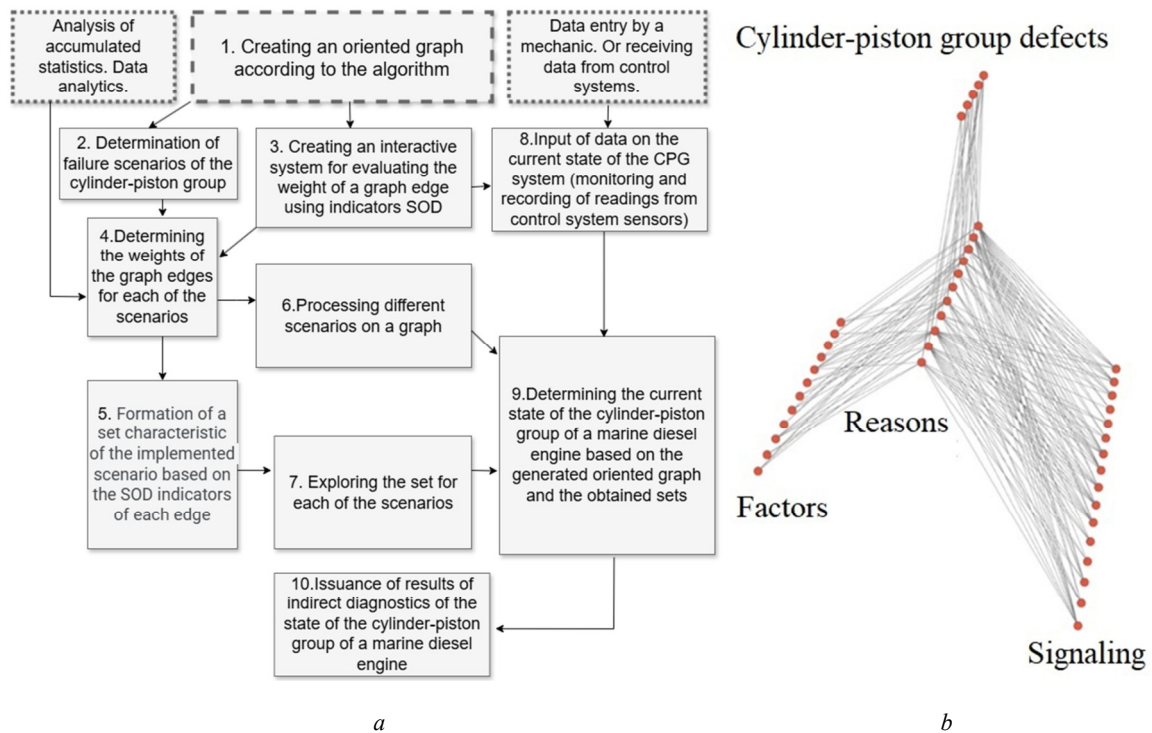 Analysis of
accumulated
statistics. Data
analytics.
1. Creating an oriented graph
according to the algorithm
Data entry by a
mechanic. Or receiving
data from control
systems.
2. Determination of
failure scenarios of the
cylinder-piston group
3. Creating an interactive
system for evaluating the
weight of a graph edge
using indicators SOD
8.Input of data on the
current state of the CPG
system (monitoring and
recording of readings from
control system sensors)
4.Determining
the weights of
the graph edges
for each of the
scenarios
6.Processing different
scenarios on a graph
5. Formation of a
set characteristic
of the implemented
scenario based on
the SOD indicators
of each edge
7. Exploring the set for
each of the scenarios
9.Determining the current
state of the cylinder-piston
group of a marine diesel
engine based on the
generated oriented graph
and the obtained sets
10.Issuance of results of
indirect diagnostics of the
state of the cylinder-piston
group of a marine diesel
engine
a
Cylinder-piston group defects
Reasons
Factors
Signaling
b